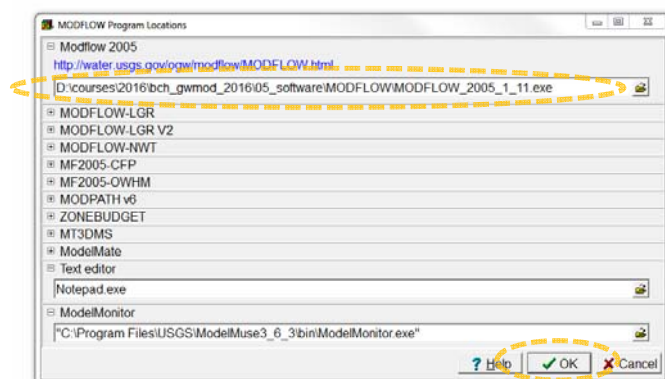 MODFLOW Program Locations
Modflow 2005
http://water.usgs.gov/ogw/modflow/MODFLOW.html
D:\courses\2016\bch_gwmod_2016\05_software\MODFLOW\MODFLOW_2005_1_11.exe
MODFLOW-LGR
MODFLOW-LGR V2
MODFLOW-NWT
MF2005-CFP
MF2005-OWHM
MODPATH v6
ZONEBUDGET
MT3DMS
ModelMate
Text editor
Notepad.exe
ModelMonitor
"C:\Program Files\USGS\ModelMuse3_6_3\bin\ModelMonitor.exe"
? Help OK Cancel